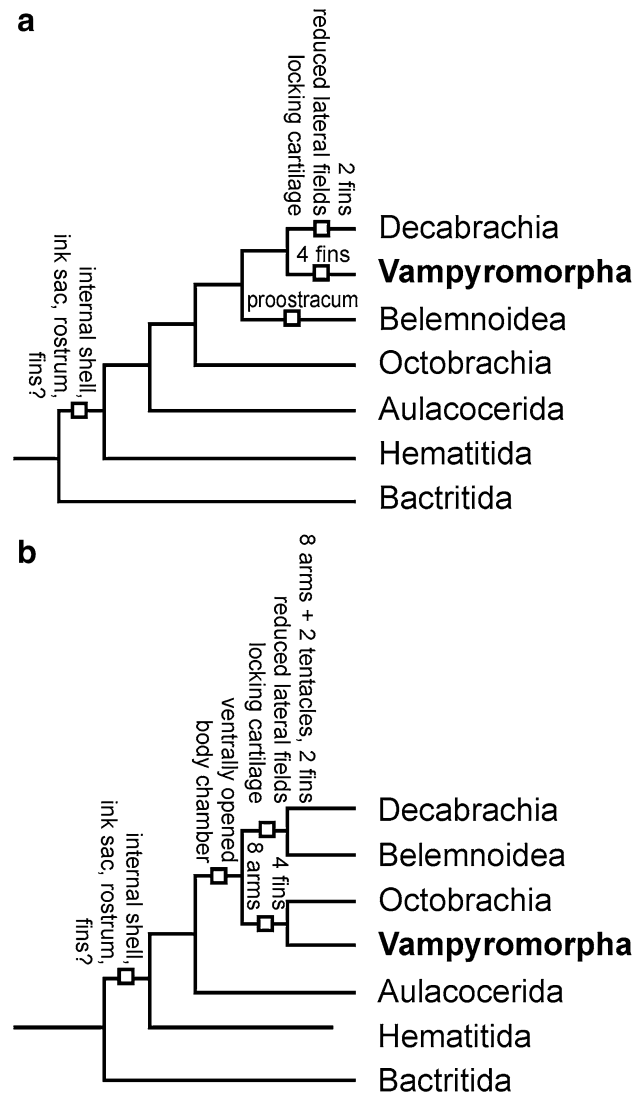 a
reduced lateral fields
locking cartilage
2 fins
Decabrachia
4 fins
Vampyromorpha
proostracum
Belemnoidea
Octobrachia
internal shell,
ink sac, rostrum,
fins?
Aulacocerida
Hematitida
Bactritida
b
8 arms + 2 tentacles, 2 fins
reduced lateral fields
locking cartilage
ventrally opened
body chamber
Decabrachia
4 fins
8 arms
Belemnoidea
Octobrachia
internal shell,
ink sac, rostrum,
fins?
Vampyromorpha
Aulacocerida
Hematitida
Bactritida